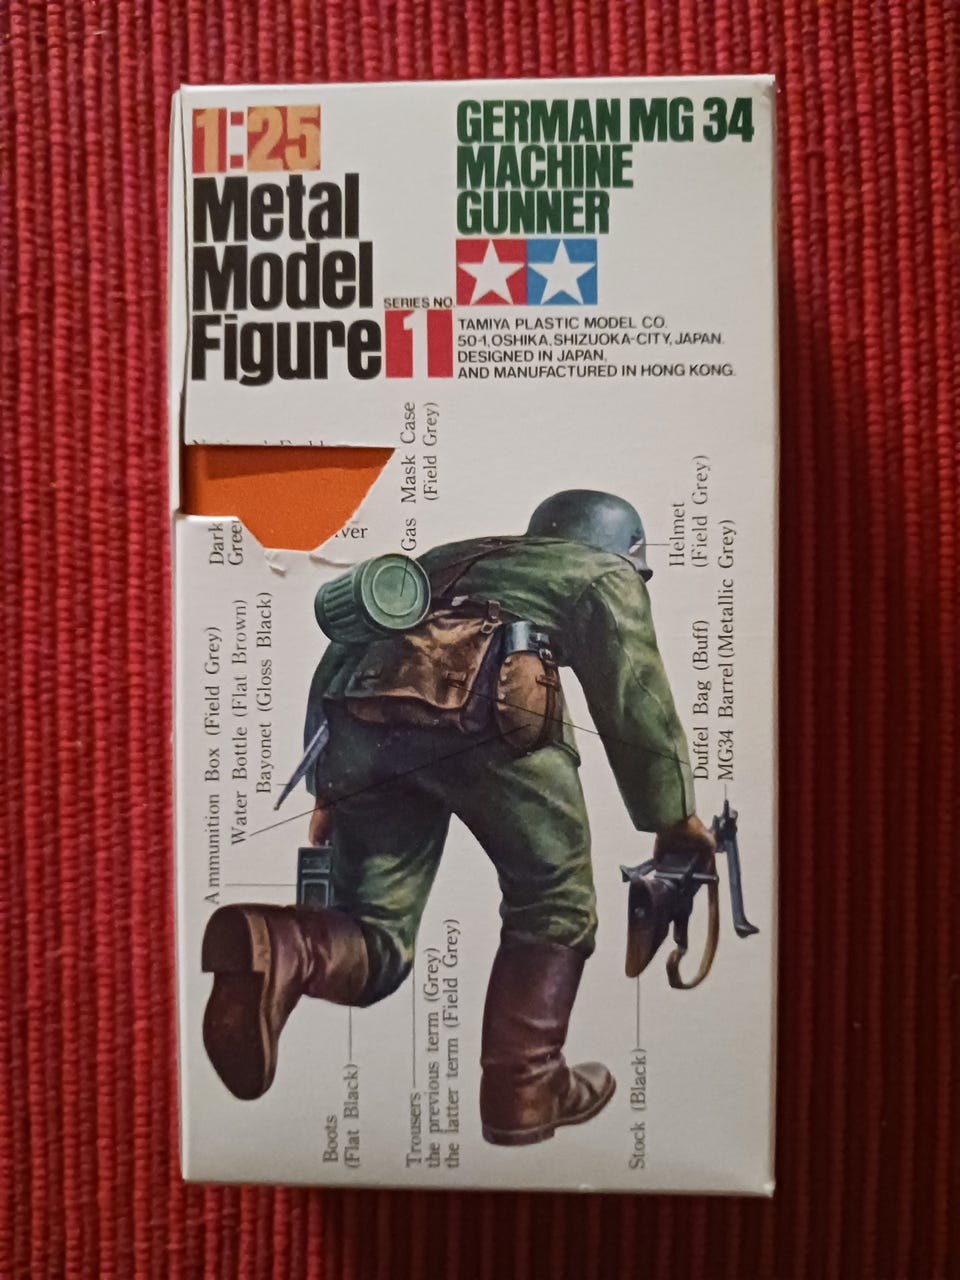 1:25
Metal
Model
Figure
SERIES NO.
1
GERMAN MG 34
MACHINE
GUNNER
TAMIYA PLASTIC MODEL CO.
50-1, OSHIKA, SHIZUOKA-CITY, JAPAN.
DESIGNED IN JAPAN,
AND MANUFACTURED IN HONG KONG.
Gas Mask Case
(Field Grey)
Dark
Helmet
(Field Grey)
Ammunition Box (Field Grey)
Water Bottle (Flat Brown)
Bayonet (Gloss Black)
Duffel Bag (Buff)
MG34 Barrel (Metallic Grey)
Boots
(Flat Black)
Trousers
the previous term (Grey)
the latter term (Field Grey)
Stock (Black)